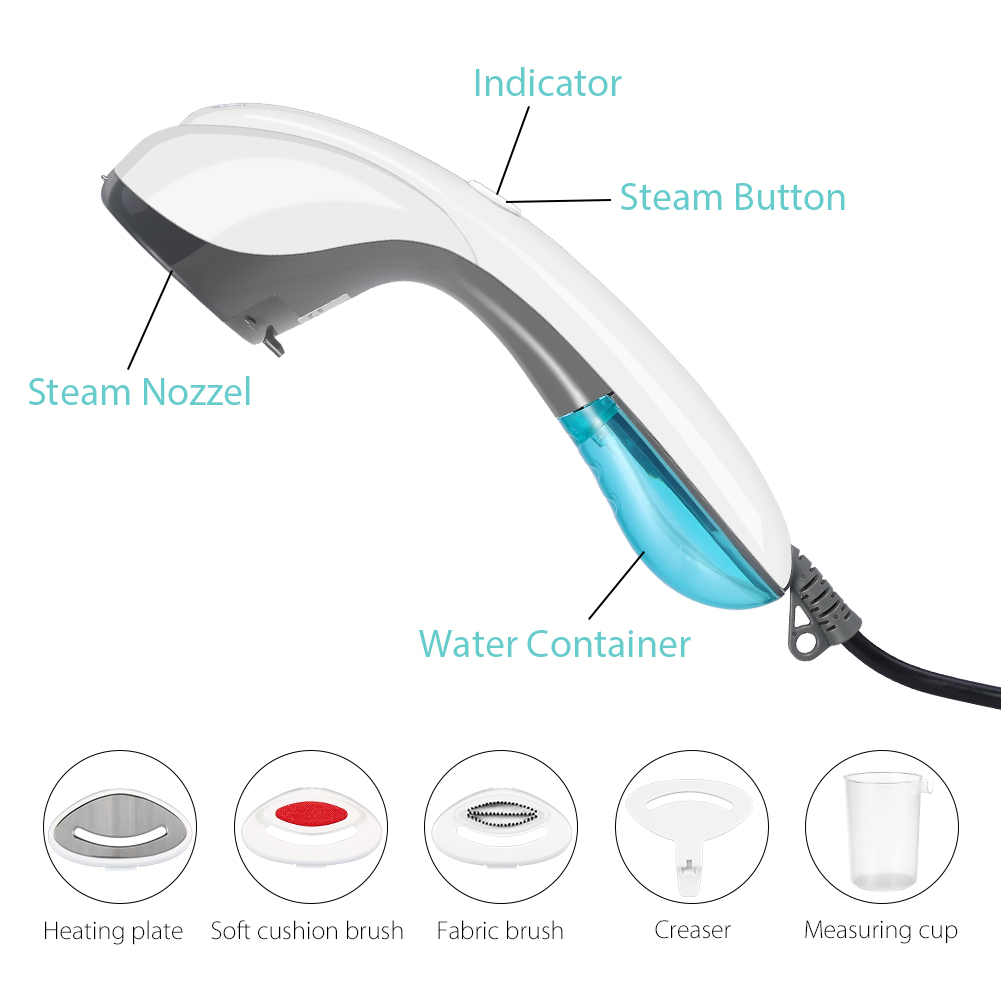 Indicator
Steam Button
Steam Nozzel
Water Container
Heating plate
Soft cushion brush
Fabric brush
Creaser
Measuring cup